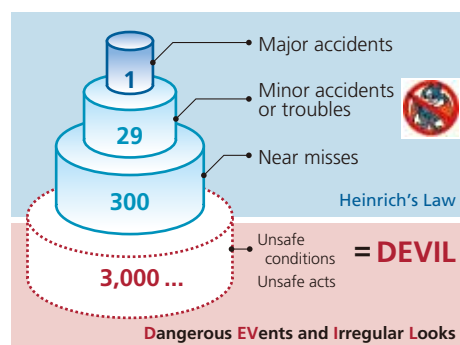 Major accidents
1
Minor accidents
or troubles
29
Near misses
300
Heinrich's Law
Unsafe
conditions
Unsafe acts
= DEVIL
3,000 ...
Dangerous EVents and Irregular Looks